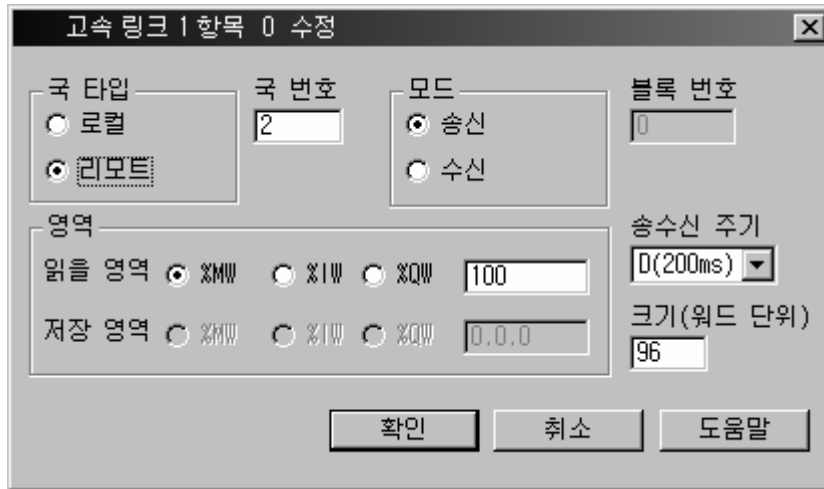 고속 링크 1 항목 0 수정
국 타입
로컬
리모트
국 번호
2
모드
송신
수신
블록 번호
0
영역
읽을 영역 %MW %IW %QW 100
저장 영역 %MW %IW %QW 0.0.0
송수신 주기
D(200ms)
크기(워드 단위)
96
확인 취소 도움말